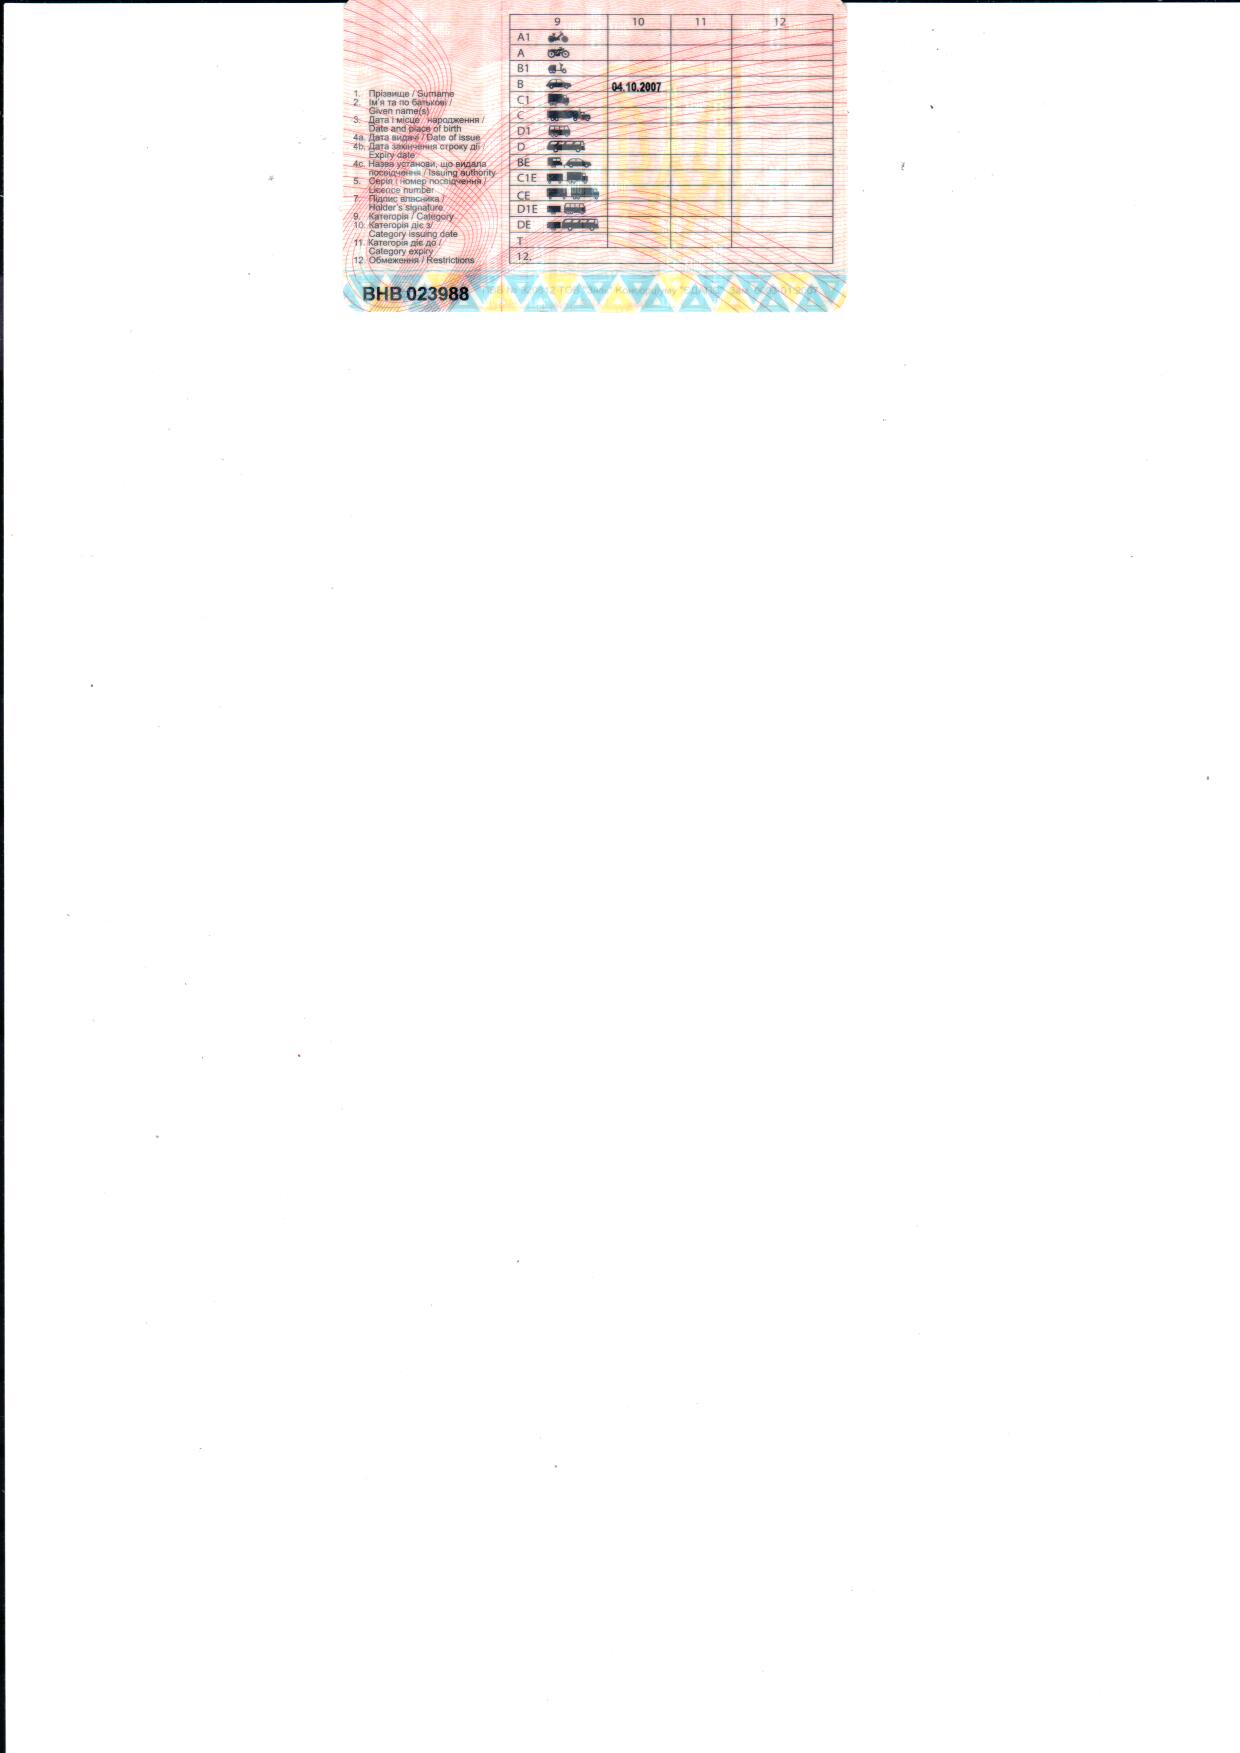 1. Прізвище / Surname
2. Ім'я та по батькові /
Given name(s)
3. Дата і місце народження /
Date and place of birth
4a. Дата видачі / Date of issue
4b. Дата закінчення строку дії /
Expiry date
4c. Назва установи, що видала
посвідчення / Issuing authority
5. Серія і номер посвідчення /
Licence number
7. Підпис власника /
Holder's signature
9. Категорія / Category
10. Категорія діє з/
Category issuing date
11. Категорія діє до /
Category expiry
12. Обмеження / Restrictions
9 10 11 12
A1
A
B1
B 04.10.2007
C1
C
D1
D
BE
C1E
CE
D1E
DE
T
12.
BHB 023988